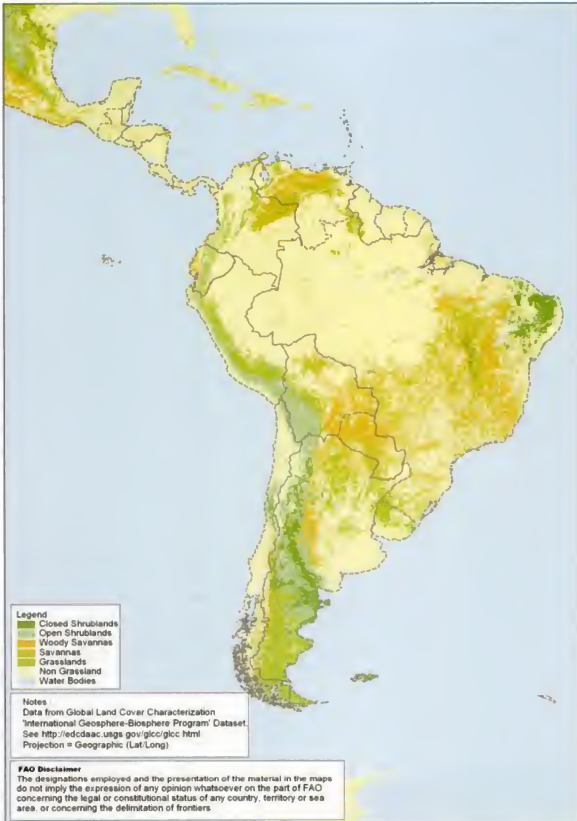 Legend
Closed Shrublands
Open Shrublands
Woody Savannas
Savannas
Grasslands
Non Grassland
Water Bodies
Notes
Data from Global Land Cover Characterization
'International Geosphere-Biosphere Program' Dataset.
See http://edcdaac.usgs.gov/glcc/glcc html
Projection = Geographic (Lat/Long)
FAO Disclaimer
The designations employed and the presentation of the material in the maps
do not imply the expression of any opinion whatsoever on the part of FAO
concerning the legal or constitutional status of any country, territory or sea
area, or concerning the delimitation of frontiers